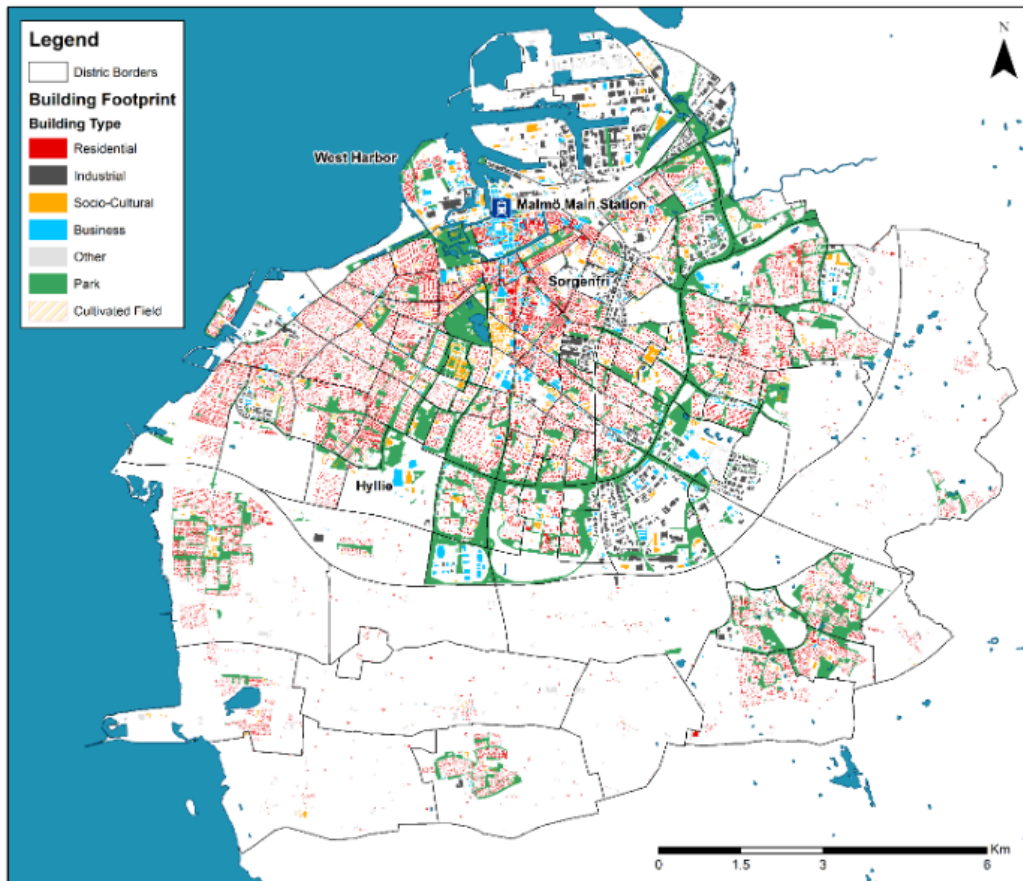 Legend
Distric Borders
Building Footprint
Building Type
Residential
Industrial
Socio-Cultural
Business
Other
Park
Cultivated Field
N
West Harbor
Malmö Main Station
Sorgenfri
Hyllie
Km
0 1.5 3 6